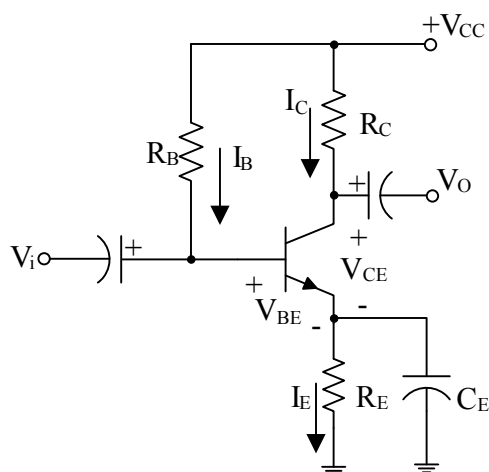 +VCC
IC
RC
RB
IB
+
VO
Vi
+
+
VCE
+
VBE
-
-
IE
RE
CE